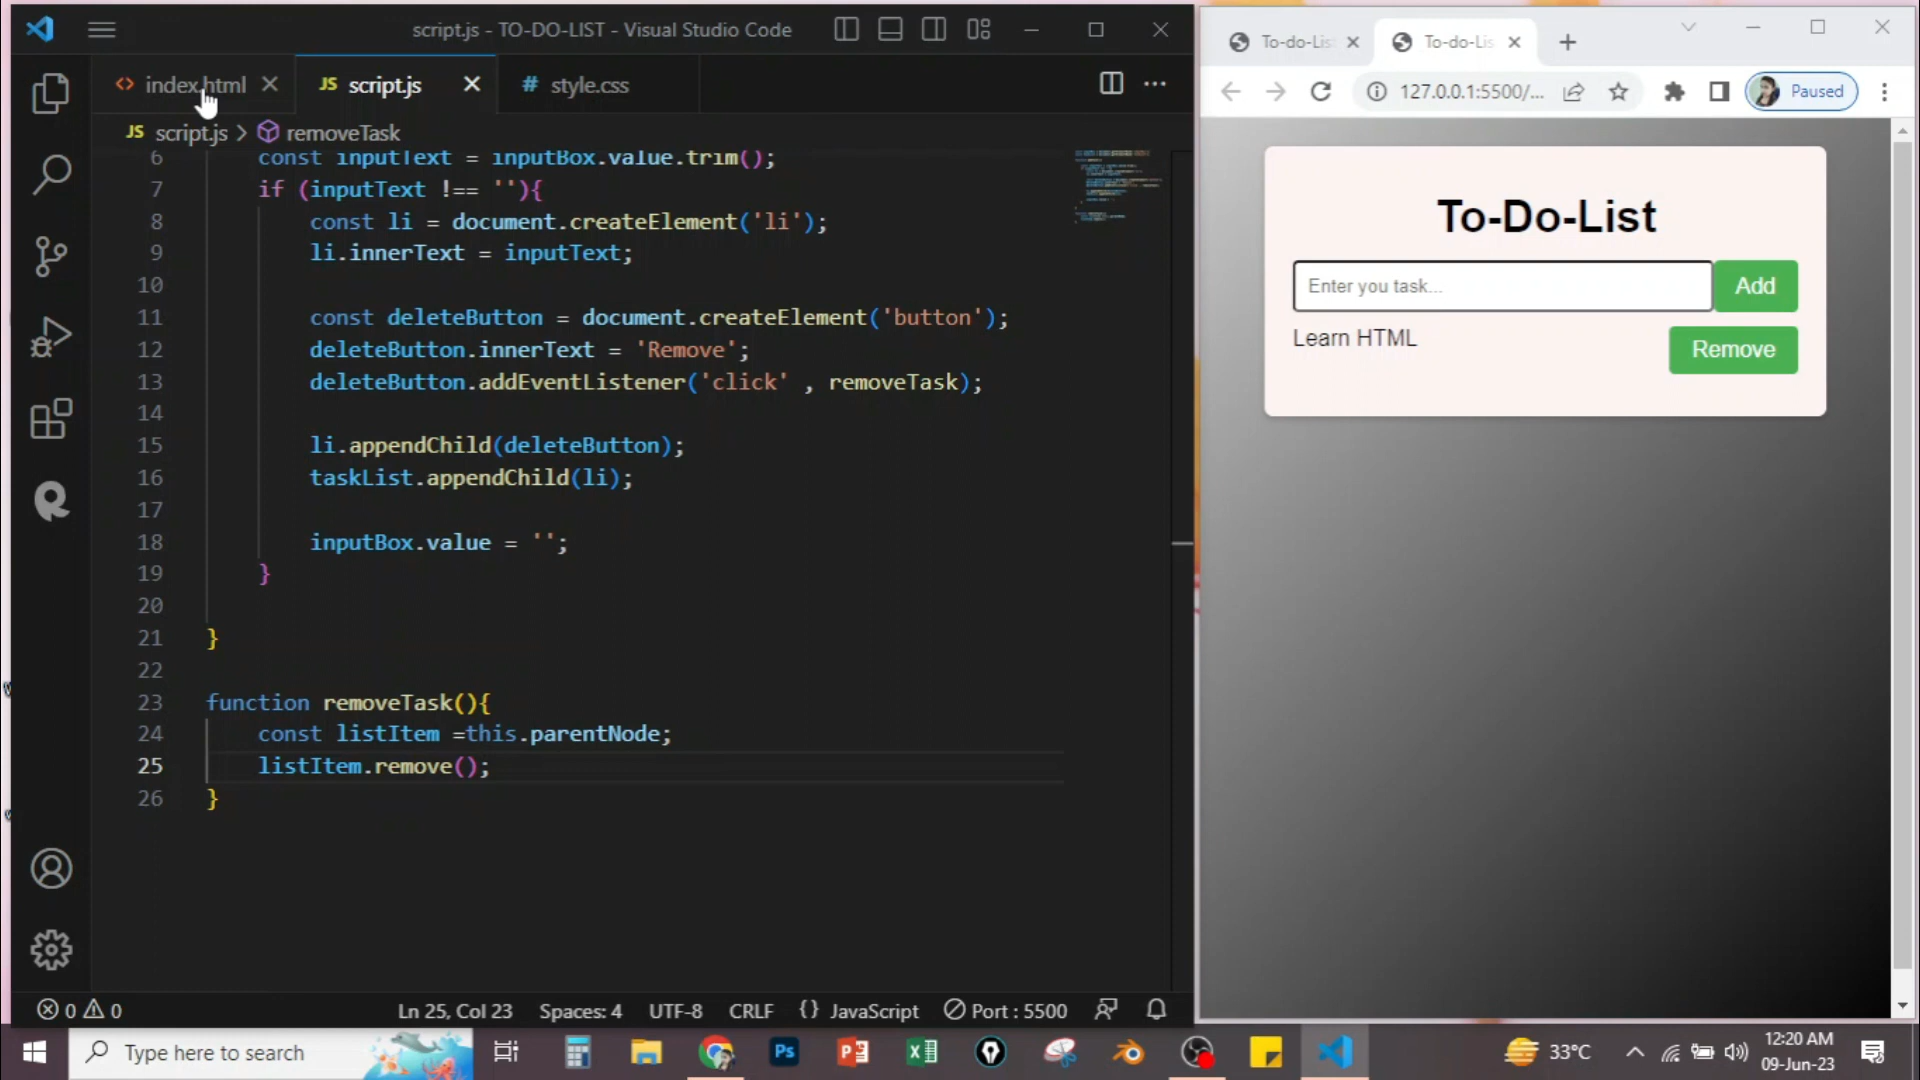 script.js - TO-DO-LIST - Visual Studio Code
index.html
JS script.js
# style.css
JS script.js > removeTask
6 const inputText = inputBox.value.trim();
7 if (inputText !== ''){
8 const li = document.createElement('li');
9 li.innerText = inputText;
10
11 const deleteButton = document.createElement('button');
12 deleteButton.innerText = 'Remove';
13 deleteButton.addEventListener('click' , removeTask);
14
15 li.appendChild(deleteButton);
16 taskList.appendChild(li);
17
18 inputBox.value = '';
19 }
20
21 }
22
23 function removeTask(){
24 const listItem =this.parentNode;
25 listItem.remove();
26 }
0 0
Ln 25, Col 23
Spaces: 4
UTF-8
CRLF
{} JavaScript
Port : 5500
To-do-Lis
To-do-Lis
127.0.0.1:5500/...
Paused
To-Do-List
Enter you task...
Add
Learn HTML
Remove
Type here to search
Ps
33°C
12:20 AM
09-Jun-23